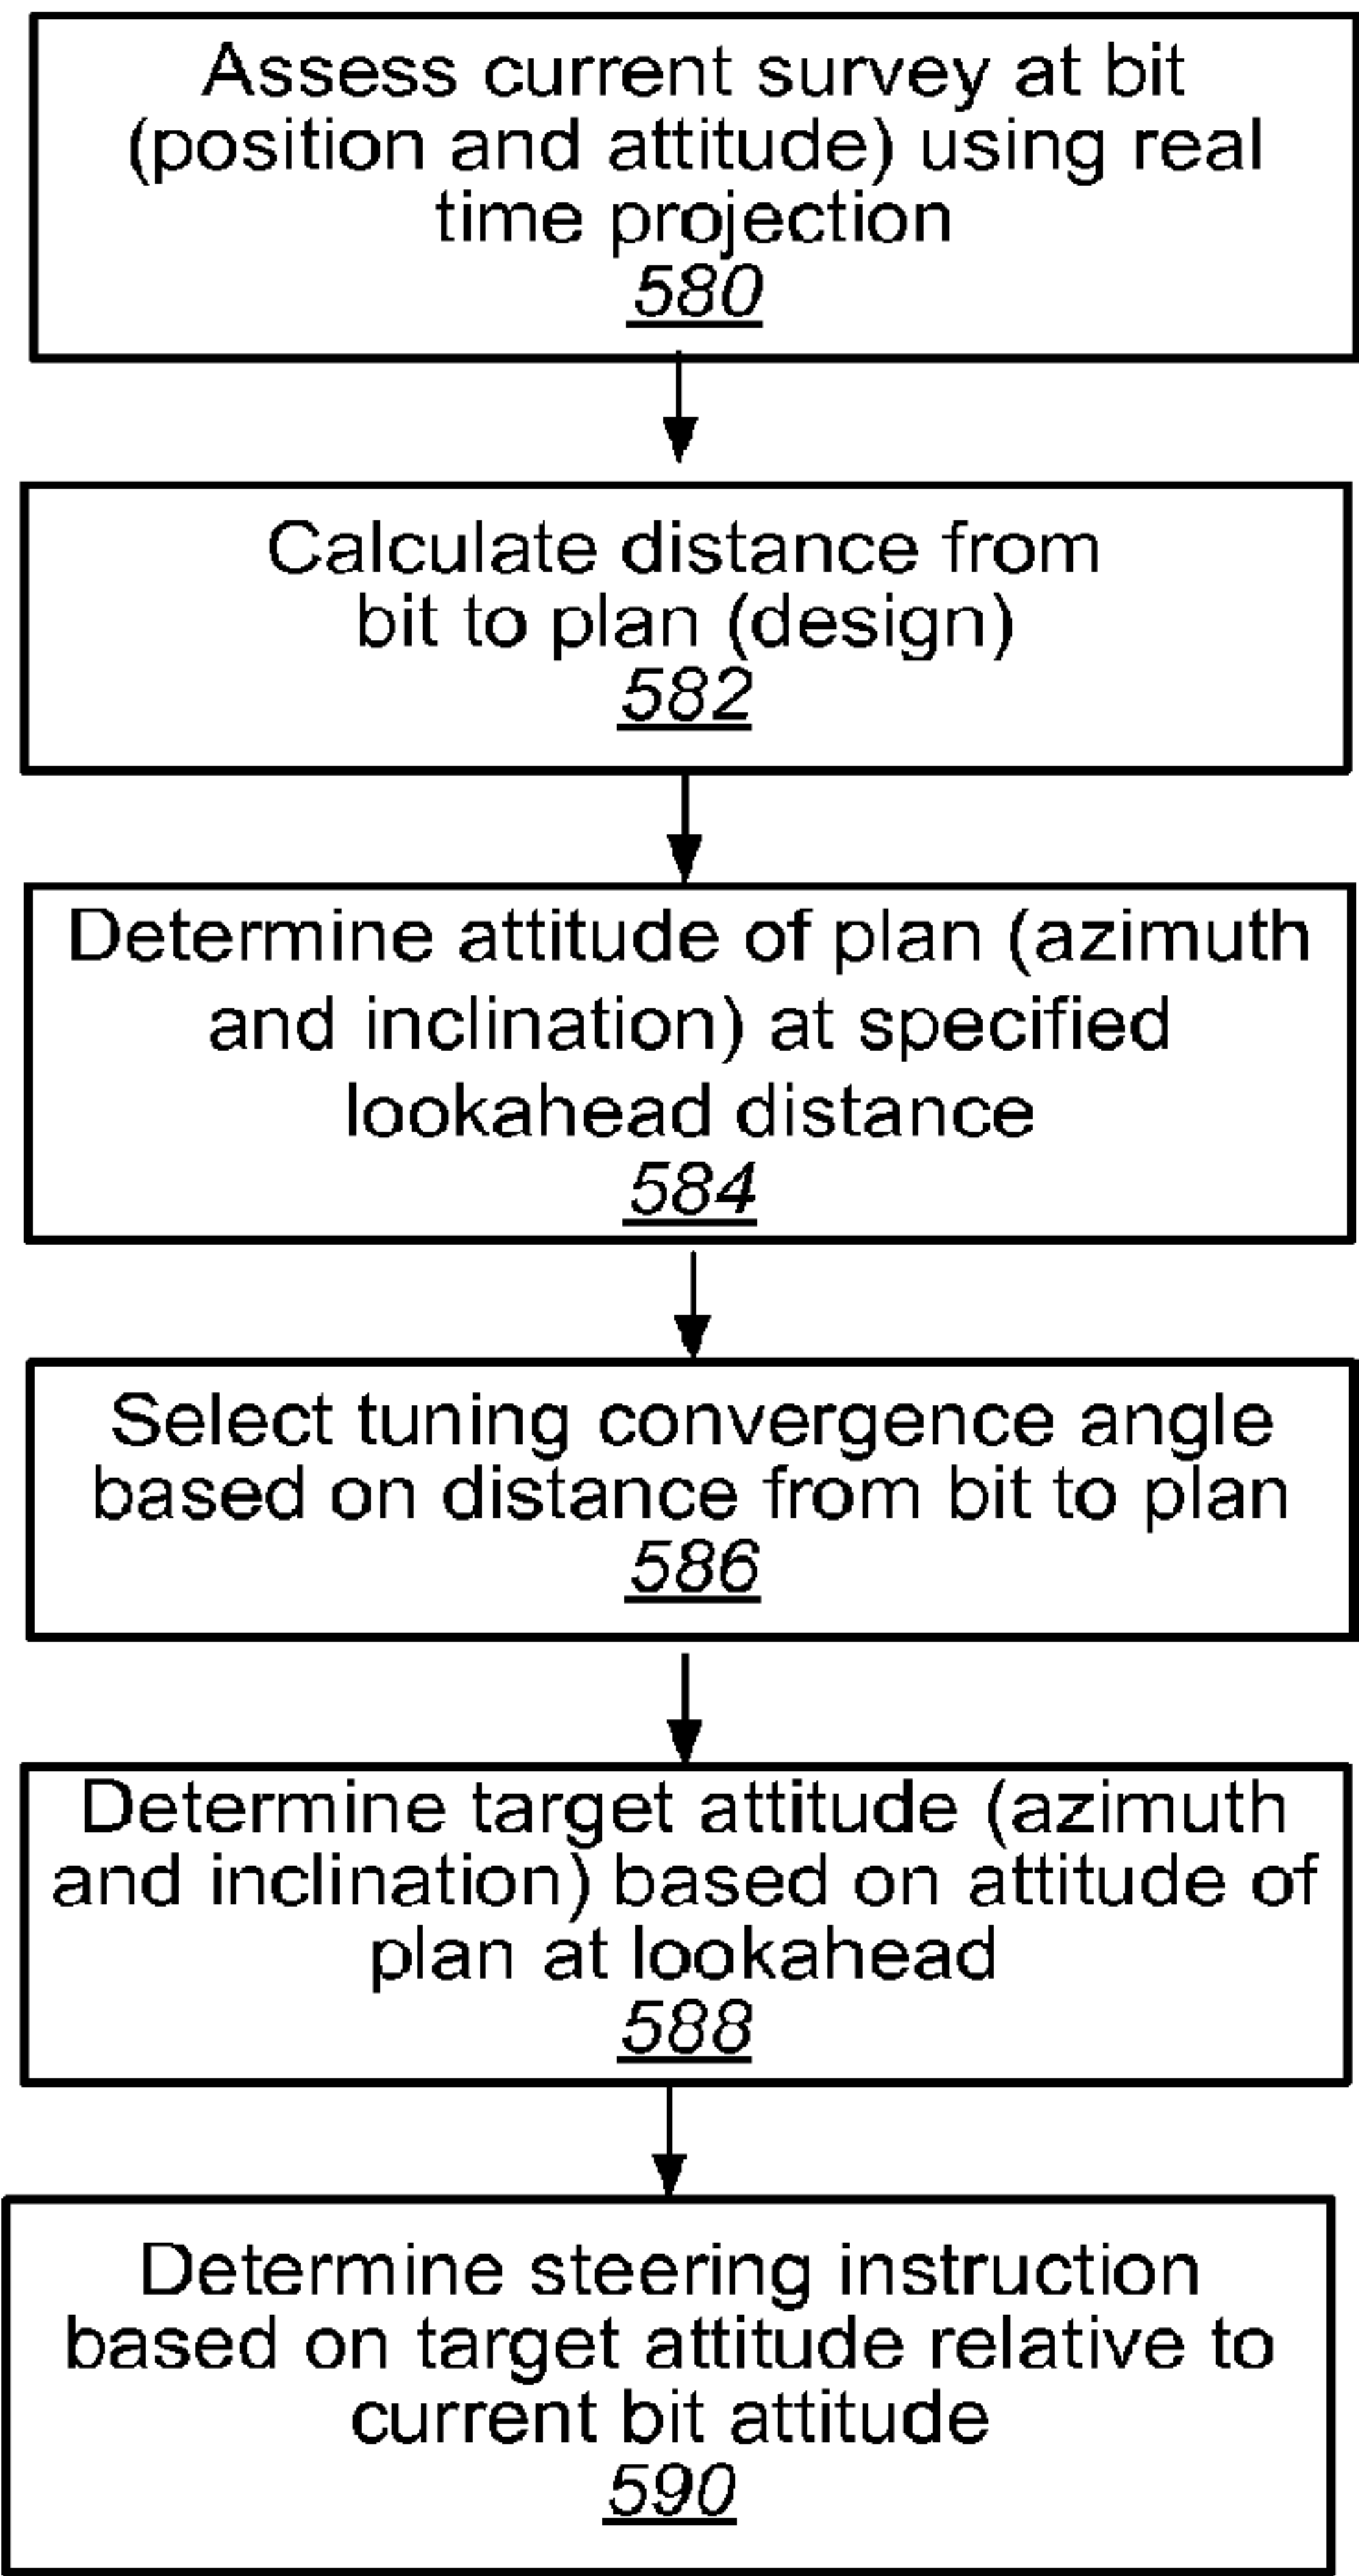 Assess current survey at bit
(position and attitude) using real
time projection
580
Calculate distance from
bit to plan (design)
582
Determine attitude of plan (azimuth
and inclination) at specified
lookahead distance
584
Select tuning convergence angle
based on distance from bit to plan
586
Determine target attitude (azimuth
and inclination) based on attitude of
plan at lookahead
588
Determine steering instruction
based on target attitude relative to
current bit attitude
590